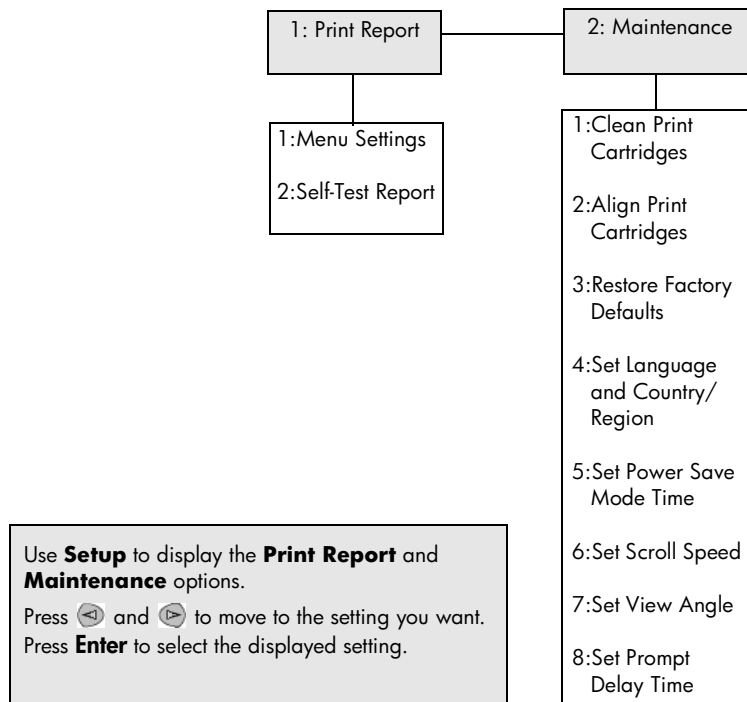 1: Print Report
2: Maintenance
1:Menu Settings
2:Self-Test Report
1:Clean Print
Cartridges
2:Align Print
Cartridges
3:Restore Factory
Defaults
4:Set Language
and Country/
Region
5:Set Power Save
Mode Time
6:Set Scroll Speed
7:Set View Angle
8:Set Prompt
Delay Time
Use Setup to display the Print Report and
Maintenance options.
Press and to move to the setting you want.
Press Enter to select the displayed setting.